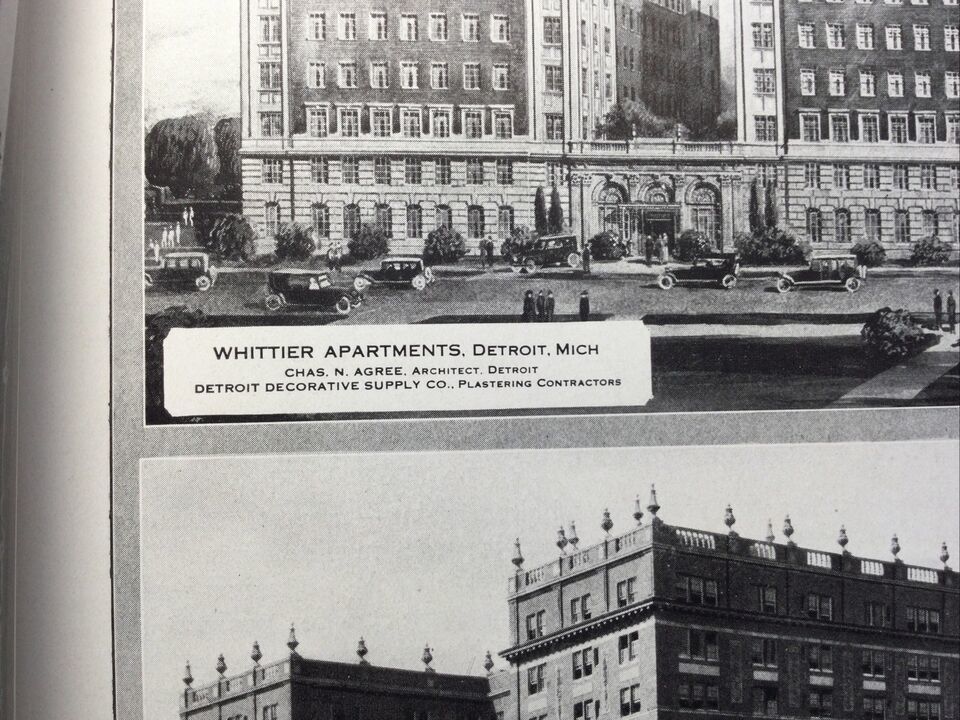 WHITTIER APARTMENTS, DETROIT, MICH
CHAS. N. AGREE, ARCHITECT, DETROIT
DETROIT DECORATIVE SUPPLY CO., PLASTERING CONTRACTORS